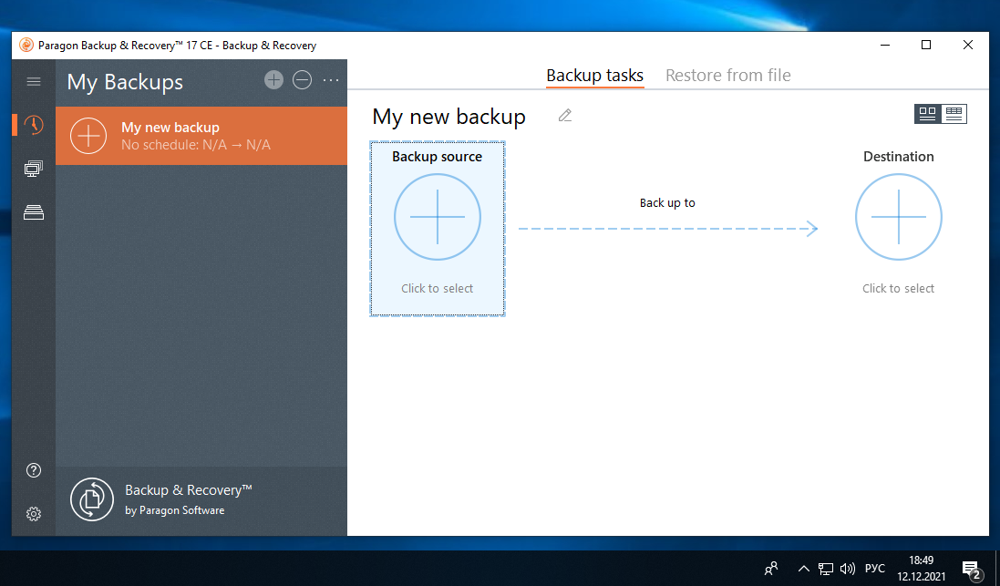 Paragon Backup & Recovery™ 17 CE - Backup & Recovery
My Backups
Backup tasks
Restore from file
My new backup
No schedule: N/A → N/A
My new backup
Backup source
Click to select
Back up to
Destination
Click to select
Backup & Recovery™
by Paragon Software
РУС
18:49
12.12.2021
2